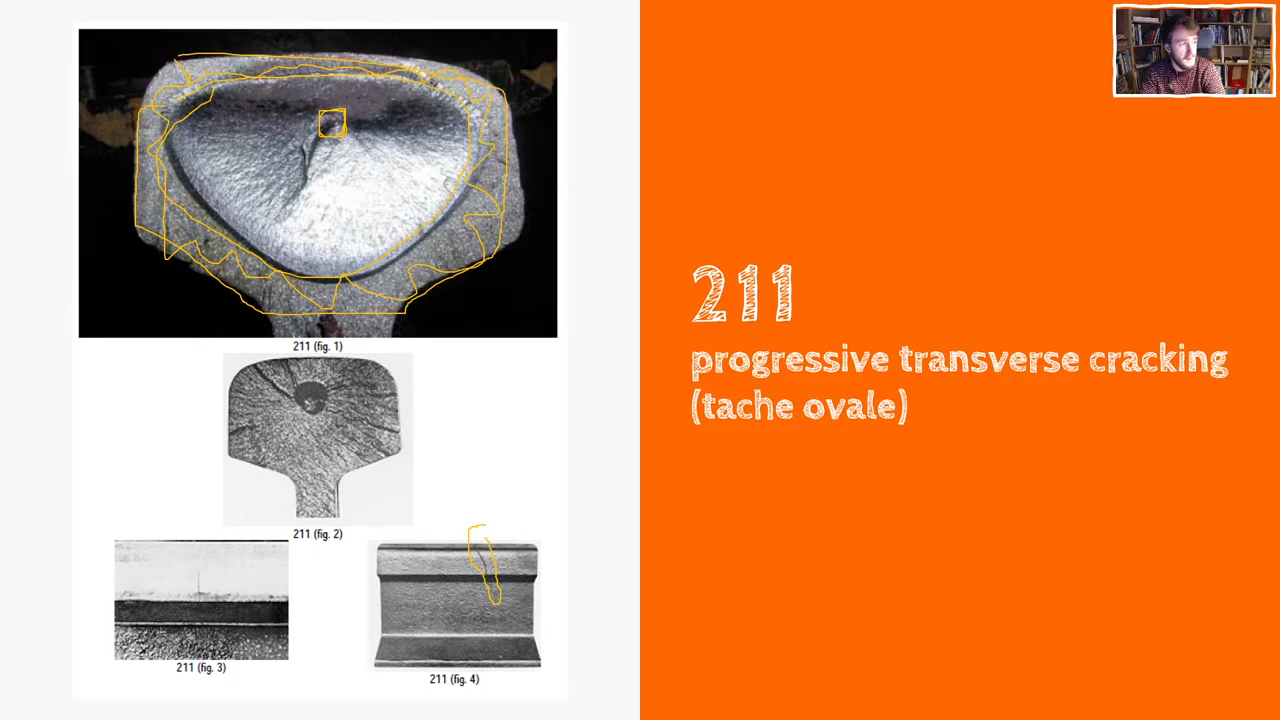 211 (fig. 1)
211 (fig. 2)
211 (fig. 3)
211 (fig. 4)
211
progressive transverse cracking
(tache ovale)